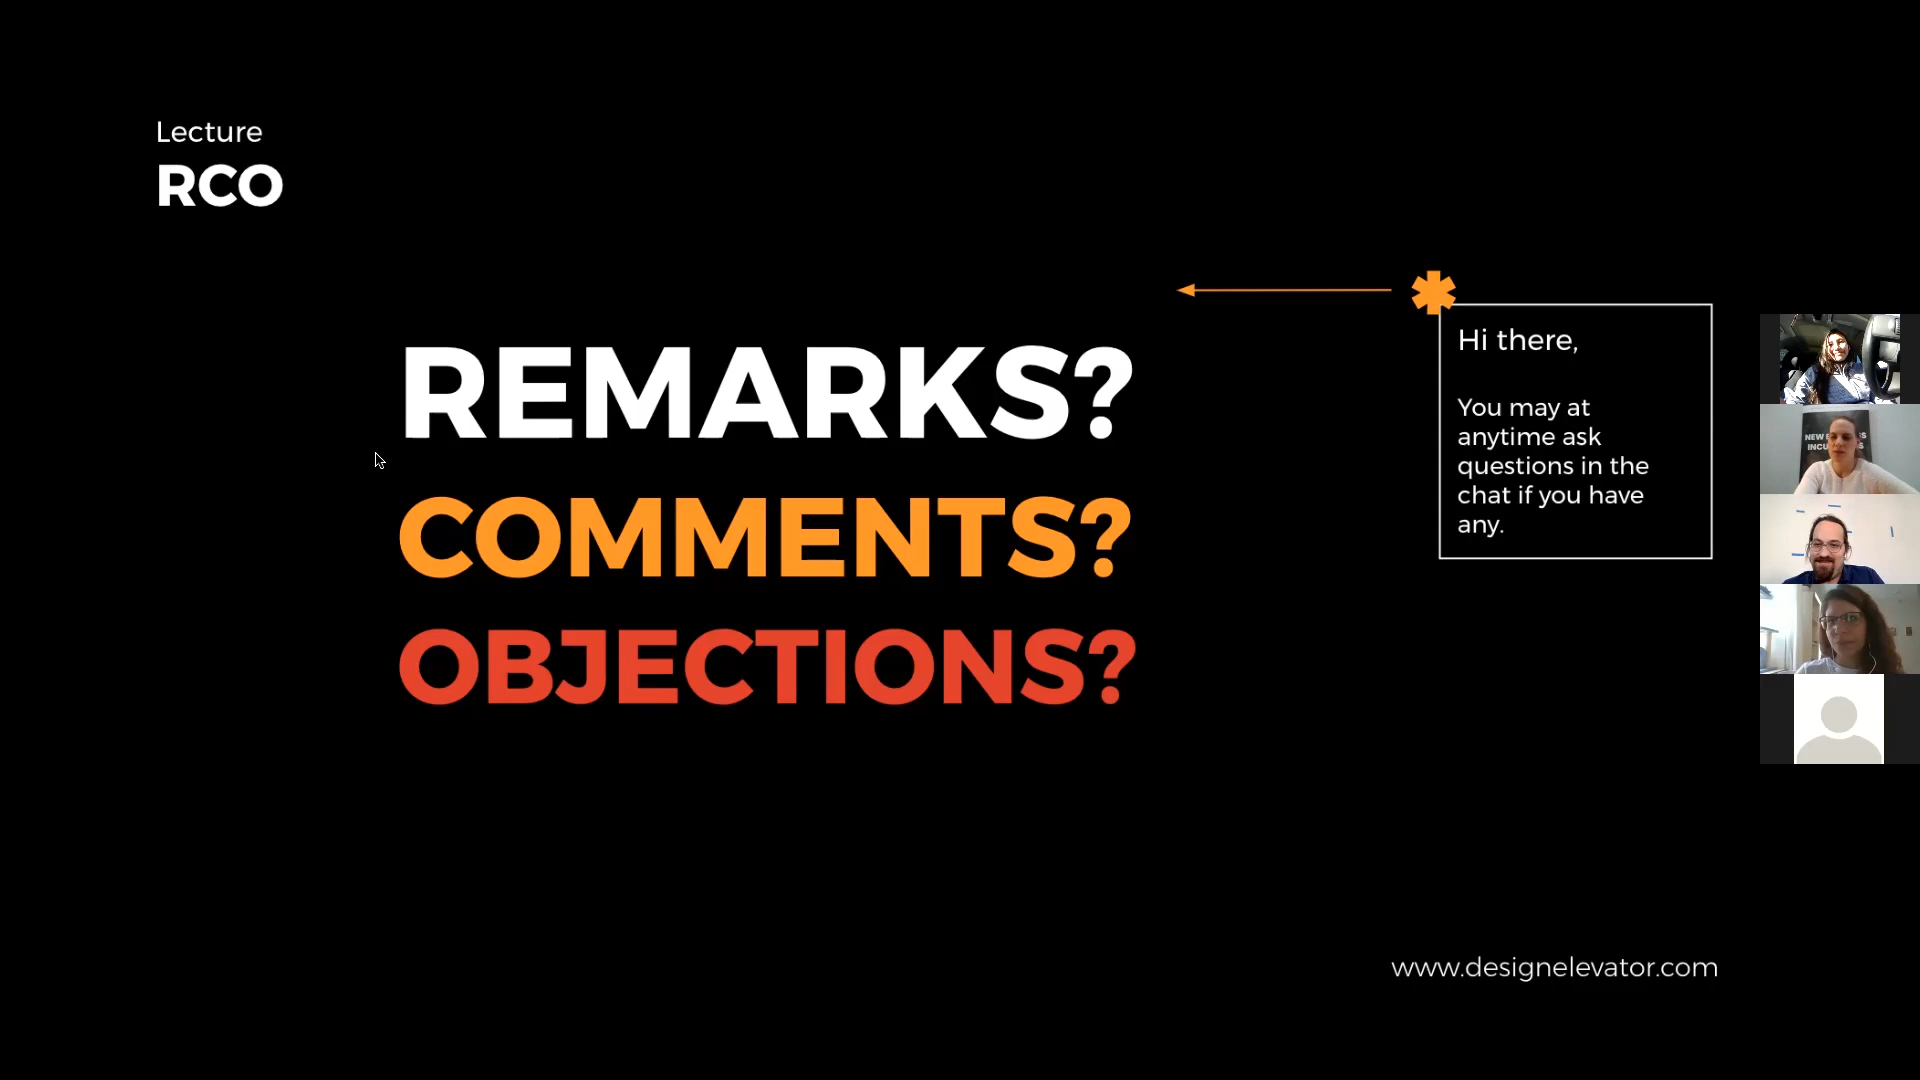 Lecture
RCO
REMARKS?
COMMENTS?
OBJECTIONS?
Hi there,
You may at
anytime ask
questions in the
chat if you have
any.
www.designelevator.com